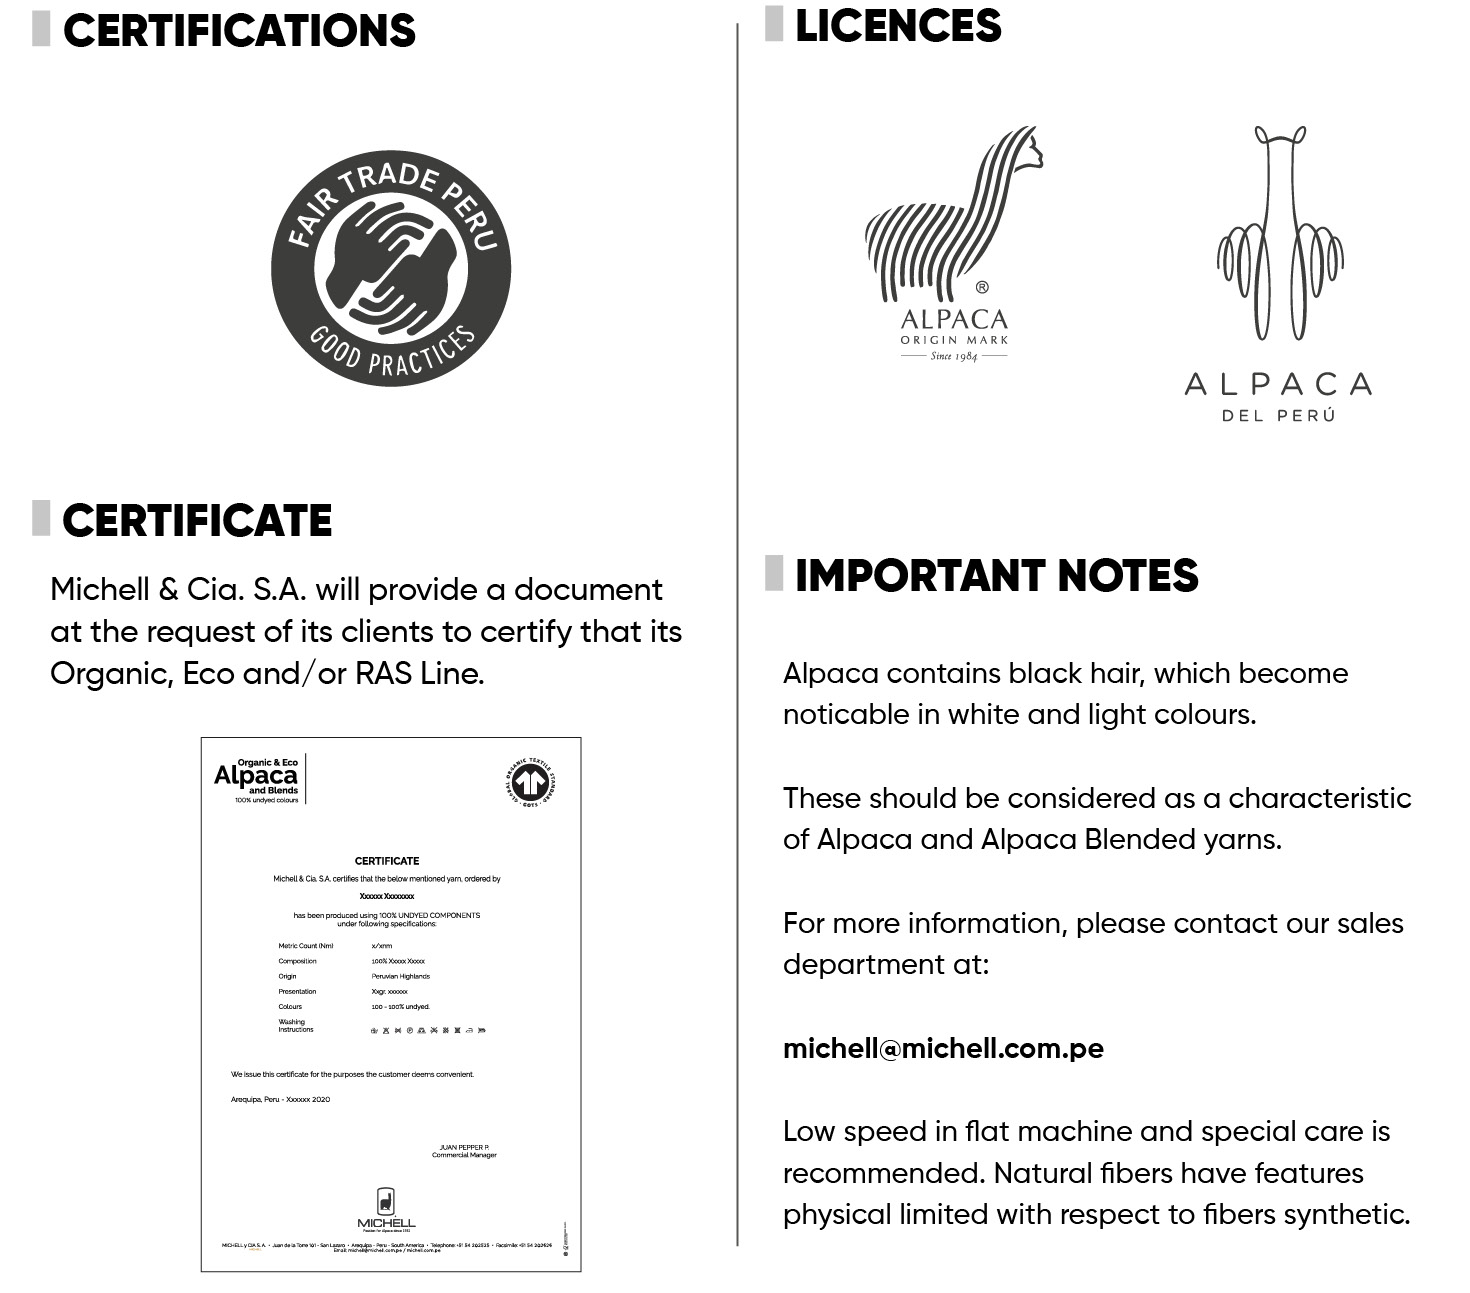 CERTIFICATIONS
FAIR TRADE PERU
GOOD PRACTICES
CERTIFICATE
Michell & Cia. S.A. will provide a document
at the request of its clients to certify that its
Organic, Eco and/or RAS Line.
Organic & Eco
Alpaca
and Blends
100% undyed colours
GLOBAL ORGANIC TEXTILE STANDARD
· GOTS ·
CERTIFICATE
Michell & Cia. S.A. certifies that the below mentioned yarn, ordered by
Xxxxxx Xxxxxxxx
has been produced using 100% UNDYED COMPONENTS
under following specifications:
Metric Count (Nm) x/xnm
Composition 100% Xxxxx Xxxxx
Origin Peruvian Highlands
Presentation Xxgr. xxxxxx
Colours 100 - 100% undyed.
Washing
Instructions
We issue this certificate for the purposes the customer deems convenient.
Arequipa, Peru - Xxxxxx 2020
JUAN PEPPER P.
Commercial Manager
MICHELL
MICHELL y CIA S.A. • Juan de la Torre 101 - San Lazaro • Arequipa - Peru - South America • Telephone: +51 54 202525 • Facsimile: +51 54 202626
Email: michell@michell.com.pe / michell.com.pe
LICENCES
®
ALPACA
ORIGIN MARK
Since 1984
ALPACA
DEL PERÚ
IMPORTANT NOTES
Alpaca contains black hair, which become
noticable in white and light colours.
These should be considered as a characteristic
of Alpaca and Alpaca Blended yarns.
For more information, please contact our sales
department at:
michell@michell.com.pe
Low speed in flat machine and special care is
recommended. Natural fibers have features
physical limited with respect to fibers synthetic.